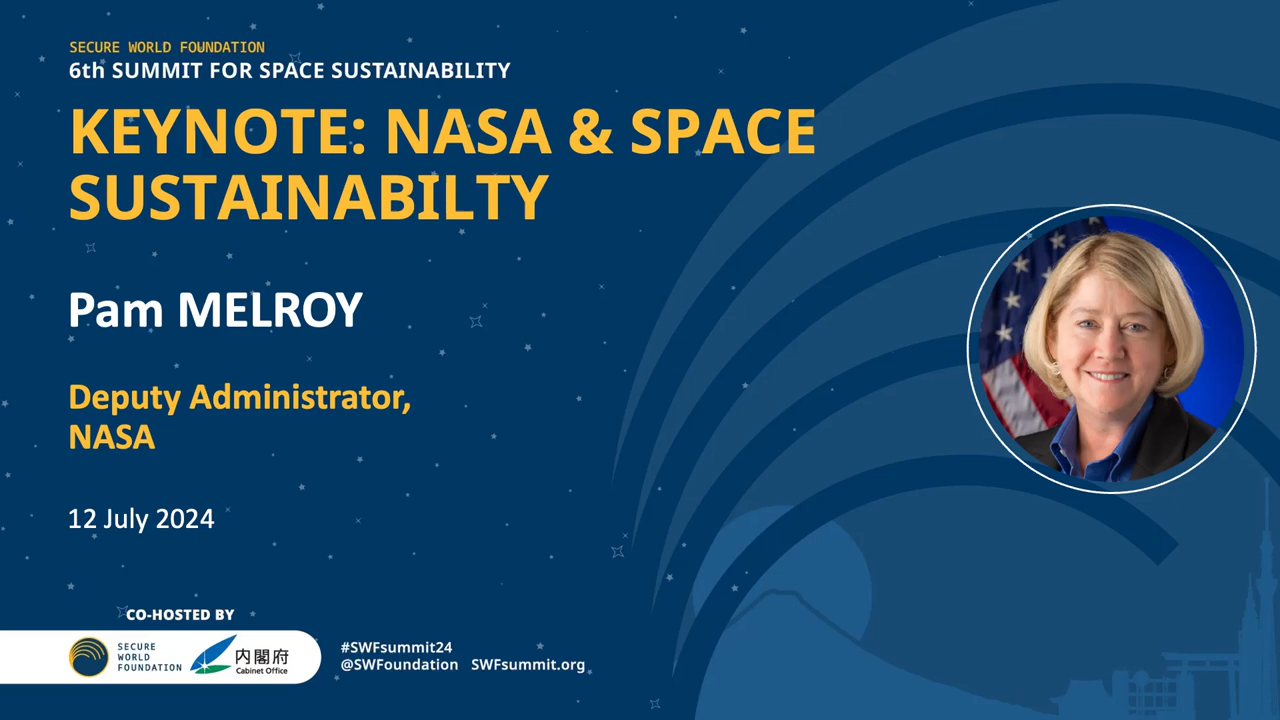 SECURE WORLD FOUNDATION
6th SUMMIT FOR SPACE SUSTAINABILITY
KEYNOTE: NASA & SPACE
SUSTAINABILTY
Pam MELROY
Deputy Administrator,
NASA
12 July 2024
CO-HOSTED BY
SECURE
WORLD
FOUNDATION
内閣府
Cabinet Office
#SWFsummit24
@SWFoundation SWFsummit.org